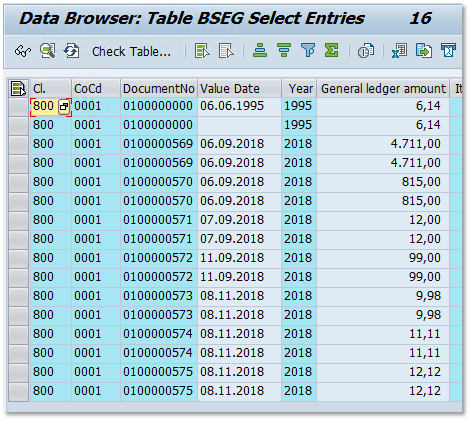 Data Browser: Table BSEG Select Entries 16
Check Table...
Cl. CoCd DocumentNo Value Date Year General ledger amount It
800 0001 0100000000 06.06.1995 1995 6,14
800 0001 0100000000 1995 6,14
800 0001 0100000569 06.09.2018 2018 4.711,00
800 0001 0100000569 06.09.2018 2018 4.711,00
800 0001 0100000570 06.09.2018 2018 815,00
800 0001 0100000570 06.09.2018 2018 815,00
800 0001 0100000571 07.09.2018 2018 12,00
800 0001 0100000571 07.09.2018 2018 12,00
800 0001 0100000572 11.09.2018 2018 99,00
800 0001 0100000572 11.09.2018 2018 99,00
800 0001 0100000573 08.11.2018 2018 9,98
800 0001 0100000573 08.11.2018 2018 9,98
800 0001 0100000574 08.11.2018 2018 11,11
800 0001 0100000574 08.11.2018 2018 11,11
800 0001 0100000575 08.11.2018 2018 12,12
800 0001 0100000575 08.11.2018 2018 12,12